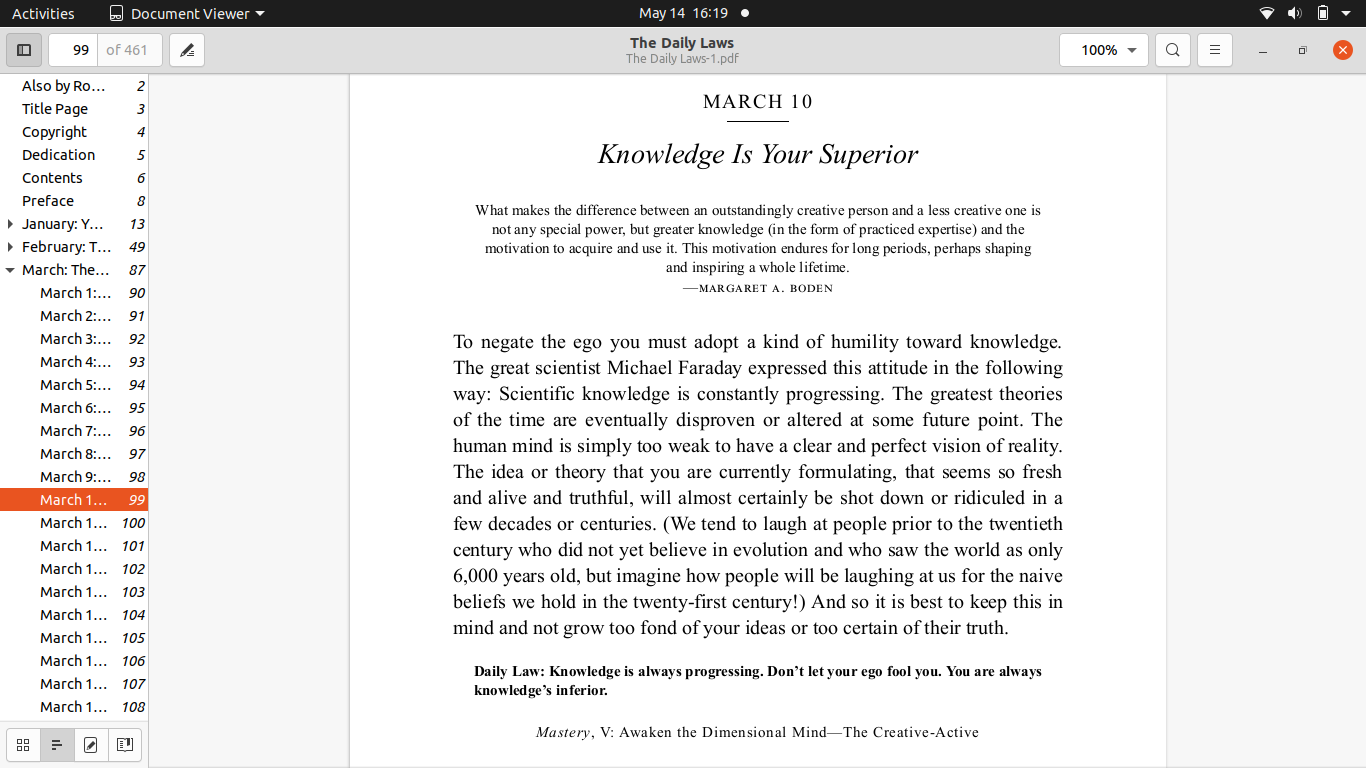 Activities
Document Viewer
May 14 16:19
99 of 461
The Daily Laws
The Daily Laws-1.pdf
100%
Also by Ro… 2
Title Page 3
Copyright 4
Dedication 5
Contents 6
Preface 8
January: Y… 13
February: T… 49
March: The… 87
March 1:… 90
March 2:… 91
March 3:… 92
March 4:… 93
March 5:… 94
March 6:… 95
March 7:… 96
March 8:… 97
March 9:… 98
March 1… 99
March 1… 100
March 1… 101
March 1… 102
March 1… 103
March 1… 104
March 1… 105
March 1… 106
March 1… 107
March 1… 108
MARCH 10
Knowledge Is Your Superior
What makes the difference between an outstandingly creative person and a less creative one is
not any special power, but greater knowledge (in the form of practiced expertise) and the
motivation to acquire and use it. This motivation endures for long periods, perhaps shaping
and inspiring a whole lifetime.
—MARGARET A. BODEN
To negate the ego you must adopt a kind of humility toward knowledge.
The great scientist Michael Faraday expressed this attitude in the following
way: Scientific knowledge is constantly progressing. The greatest theories
of the time are eventually disproven or altered at some future point. The
human mind is simply too weak to have a clear and perfect vision of reality.
The idea or theory that you are currently formulating, that seems so fresh
and alive and truthful, will almost certainly be shot down or ridiculed in a
few decades or centuries. (We tend to laugh at people prior to the twentieth
century who did not yet believe in evolution and who saw the world as only
6,000 years old, but imagine how people will be laughing at us for the naive
beliefs we hold in the twenty-first century!) And so it is best to keep this in
mind and not grow too fond of your ideas or too certain of their truth.
Daily Law: Knowledge is always progressing. Don’t let your ego fool you. You are always
knowledge’s inferior.
Mastery, V: Awaken the Dimensional Mind—The Creative-Active